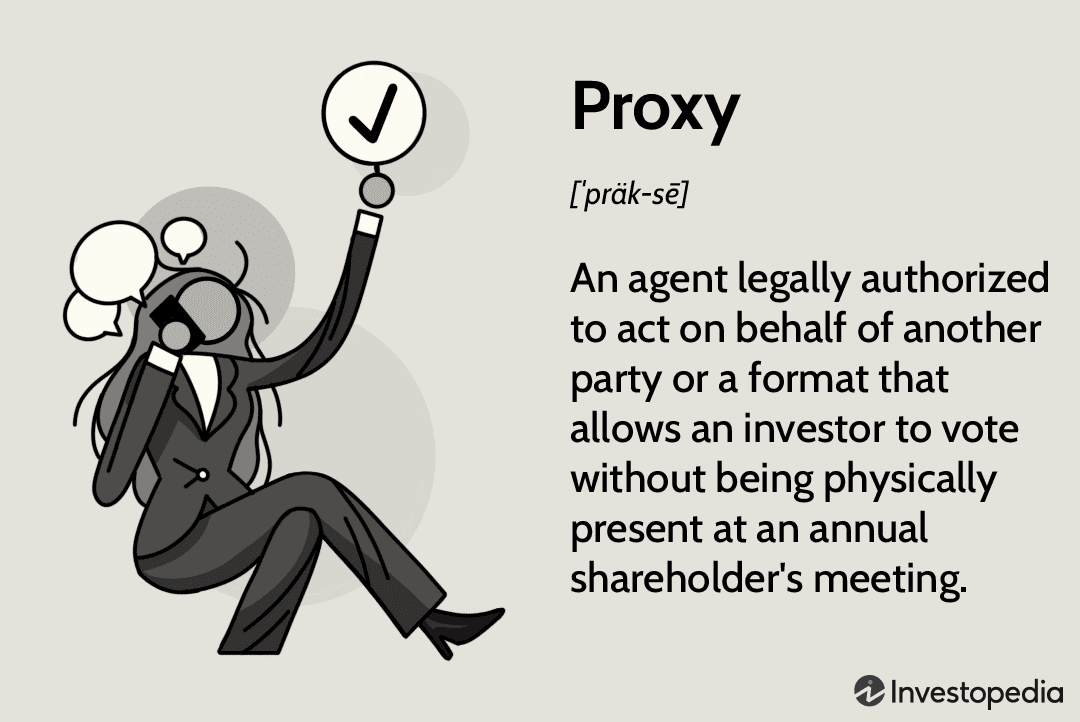 Proxy
[ˈpräk-sē]
An agent legally authorized
to act on behalf of another
party or a format that
allows an investor to vote
without being physically
present at an annual
shareholder's meeting.
Investopedia